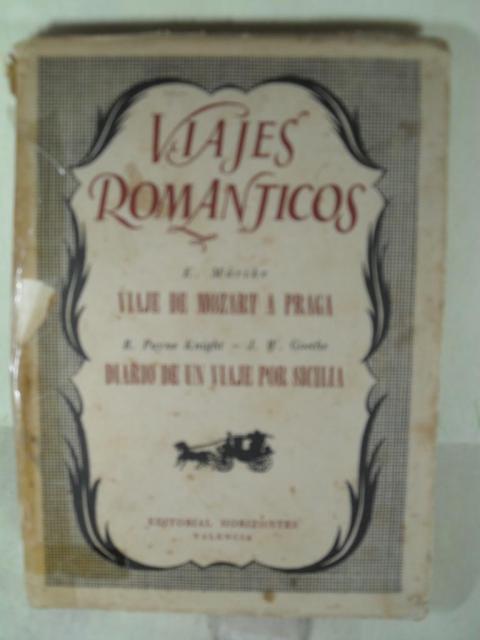 VIAJES
ROMANTICOS
E. Mörike
VIAJE DE MOZART A PRAGA
R. Payne Knight - J. W. Goethe
DIARIO DE UN VIAJE POR SICILIA
EDITORIAL HORIZONTES
VALENCIA